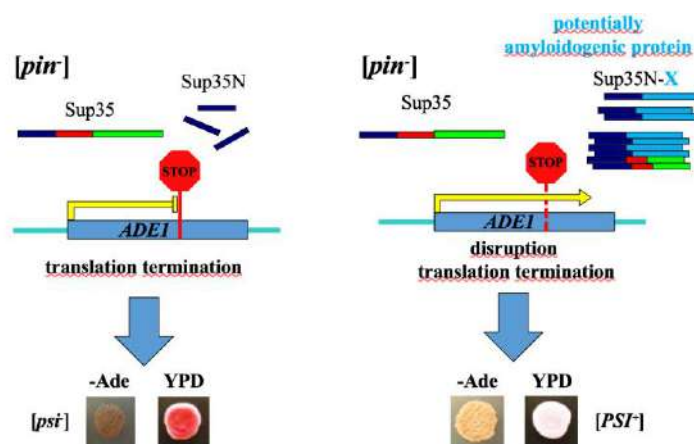 [pin-]
Sup35
Sup35N
STOP
ADE1
translation termination
-Ade YPD
[psi-]
potentially
amyloidogenic protein
[pin-]
Sup35
Sup35N-X
STOP
ADE1
disruption
translation termination
-Ade YPD
[PSI+]